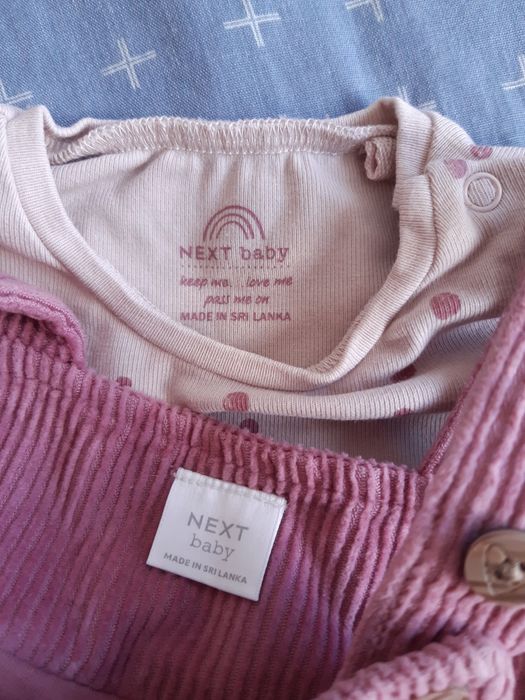 NEXT baby
keep me...love me
pass me on
MADE IN SRI LANKA
NEXT
baby
MADE IN SRI LANKA